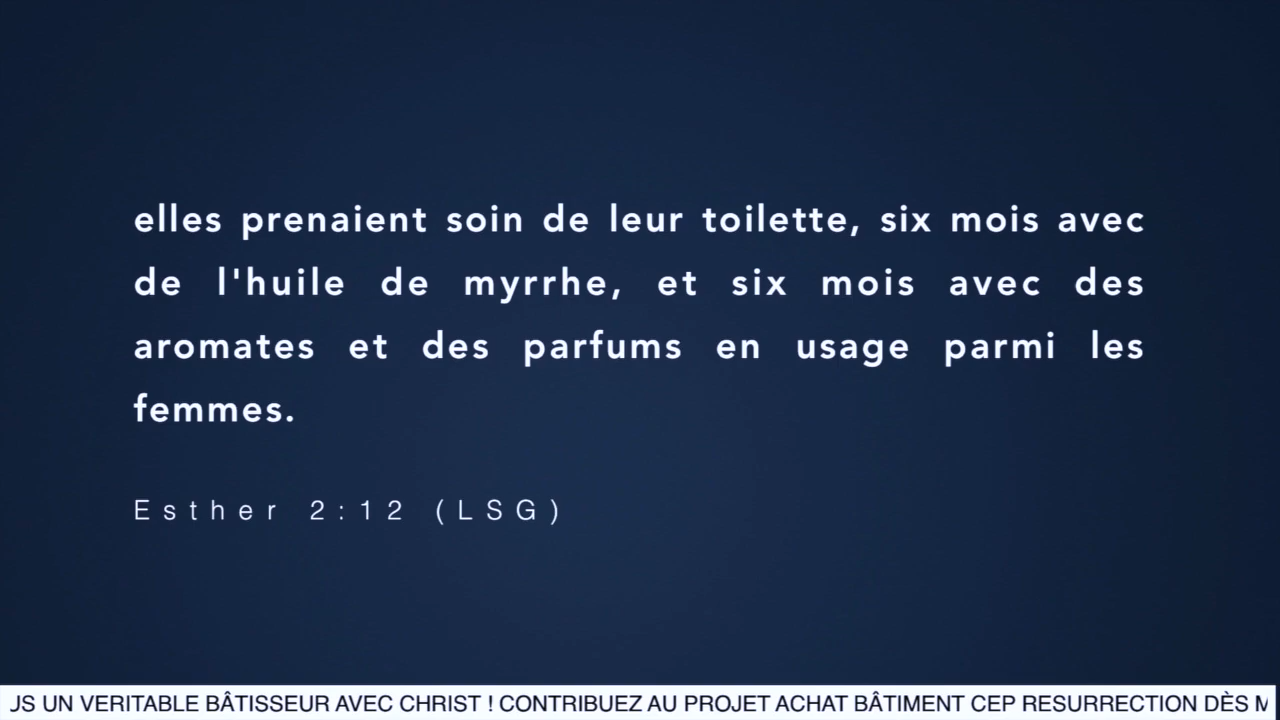 elles prenaient soin de leur toilette, six mois avec
de l'huile de myrrhe, et six mois avec des
aromates et des parfums en usage parmi les
femmes.
Esther 2:12 (LSG)
UN VERITABLE BÂTISSEUR AVEC CHRIST ! CONTRIBUEZ AU PROJET ACHAT BÂTIMENT CEP RESURRECTION DÈS